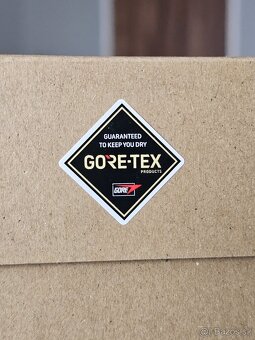 GUARANTEED
TO KEEP YOU DRY
GORE-TEX
PRODUCTS
GORE